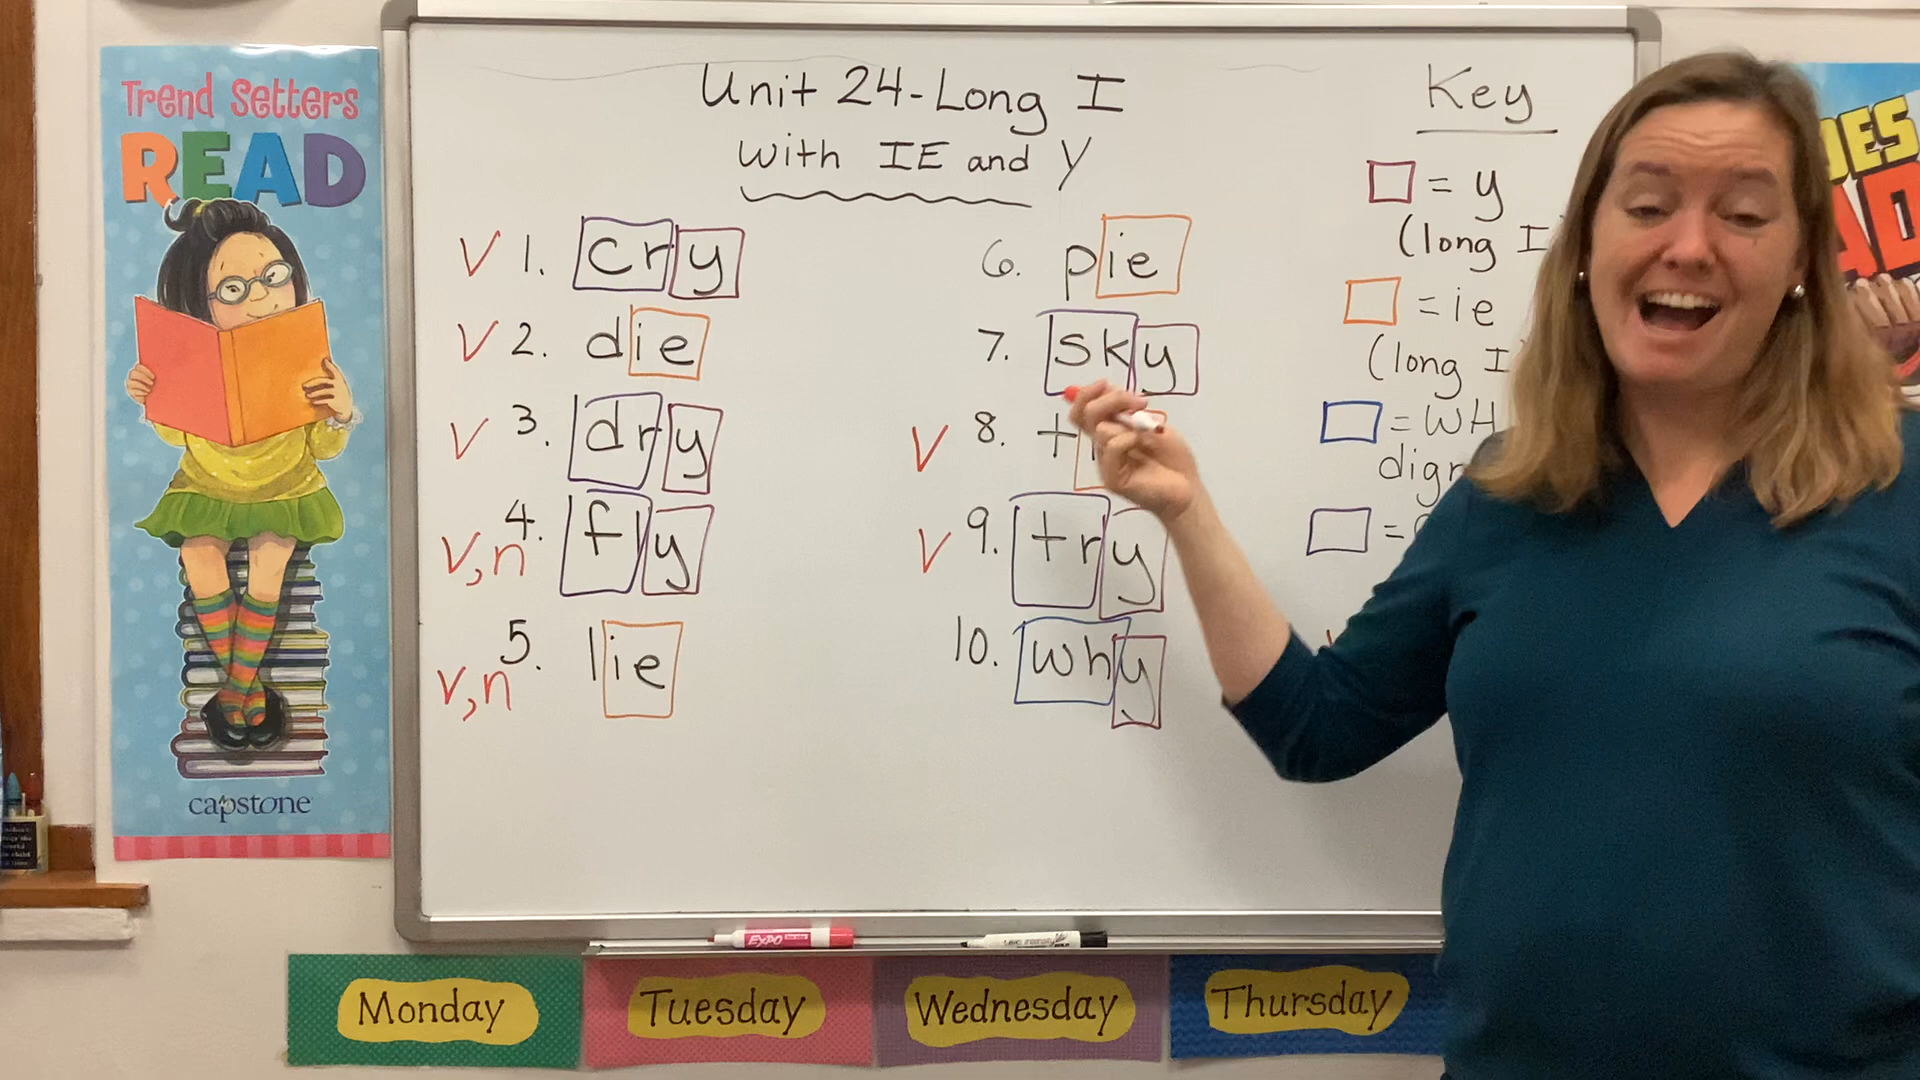 Trend Setters
READ
capstone
Unit 24-Long I
with IE and Y
V 1. cry
V 2. die
V 3. dry
v,n 4. fly
v,n 5. lie
6. pie
7. sky
V 8.
V 9. try
10. why
Key
= y
(long I
= ie
(long I
= WH
=
EXPO
Monday
Tuesday
Wednesday
Thursday